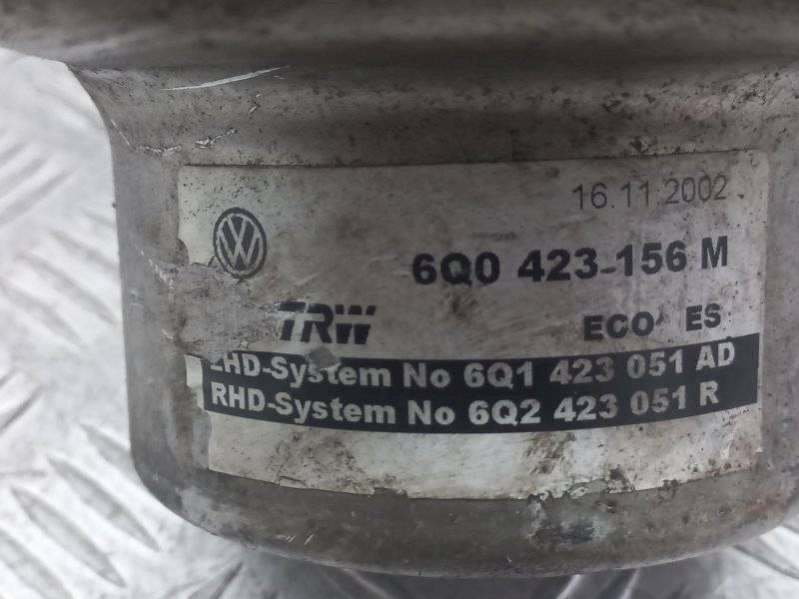 16.11.2002
6Q0 423-156 M
TRW
ECO ES
LHD-System No 6Q1 423 051 AD
RHD-System No 6Q2 423 051 R